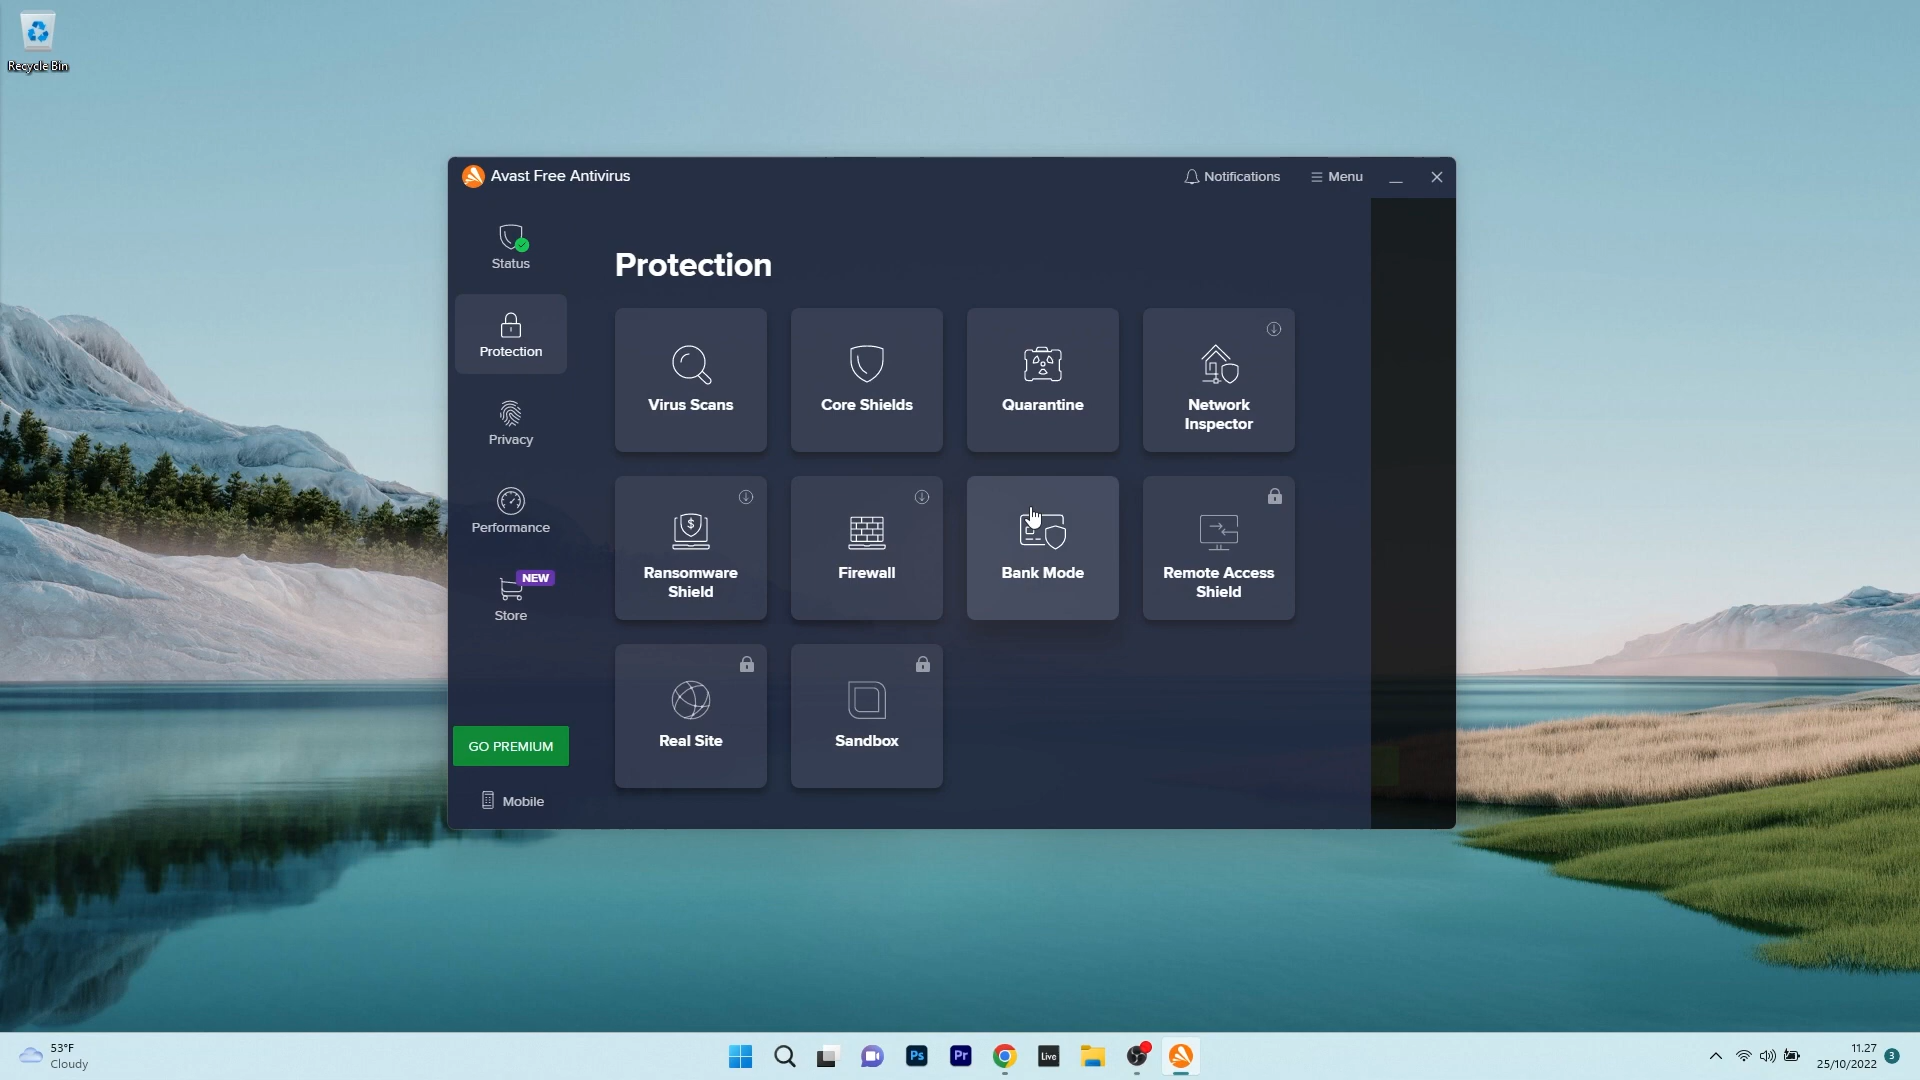 Recycle Bin
Avast Free Antivirus
Notifications
Menu
Status
Protection
Privacy
Performance
NEW
Store
GO PREMIUM
Mobile
Protection
Virus Scans
Core Shields
Quarantine
Network
Inspector
Ransomware
Shield
Firewall
Bank Mode
Remote Access
Shield
Real Site
Sandbox
53°F
Cloudy
Ps
Pr
Live
11.27
25/10/2022
3